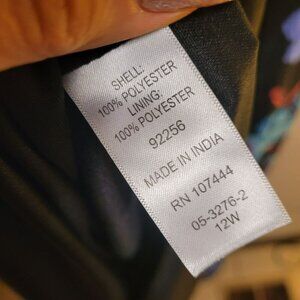 SHELL:
100% POLYESTER
LINING:
100% POLYESTER
92256
MADE IN INDIA
RN 107444
05-3276-2
12W